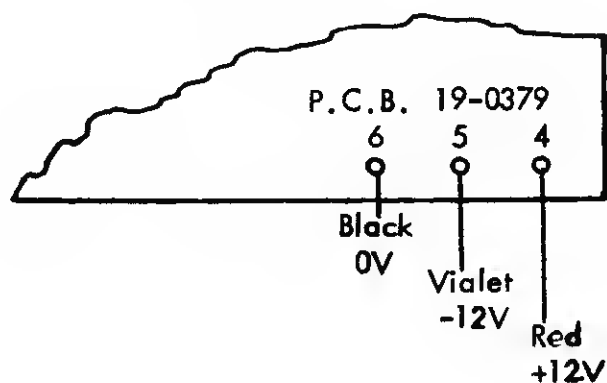 P.C.B. 19-0379
6 5 4
Black
0V
Vialet
-12V
Red
+12V